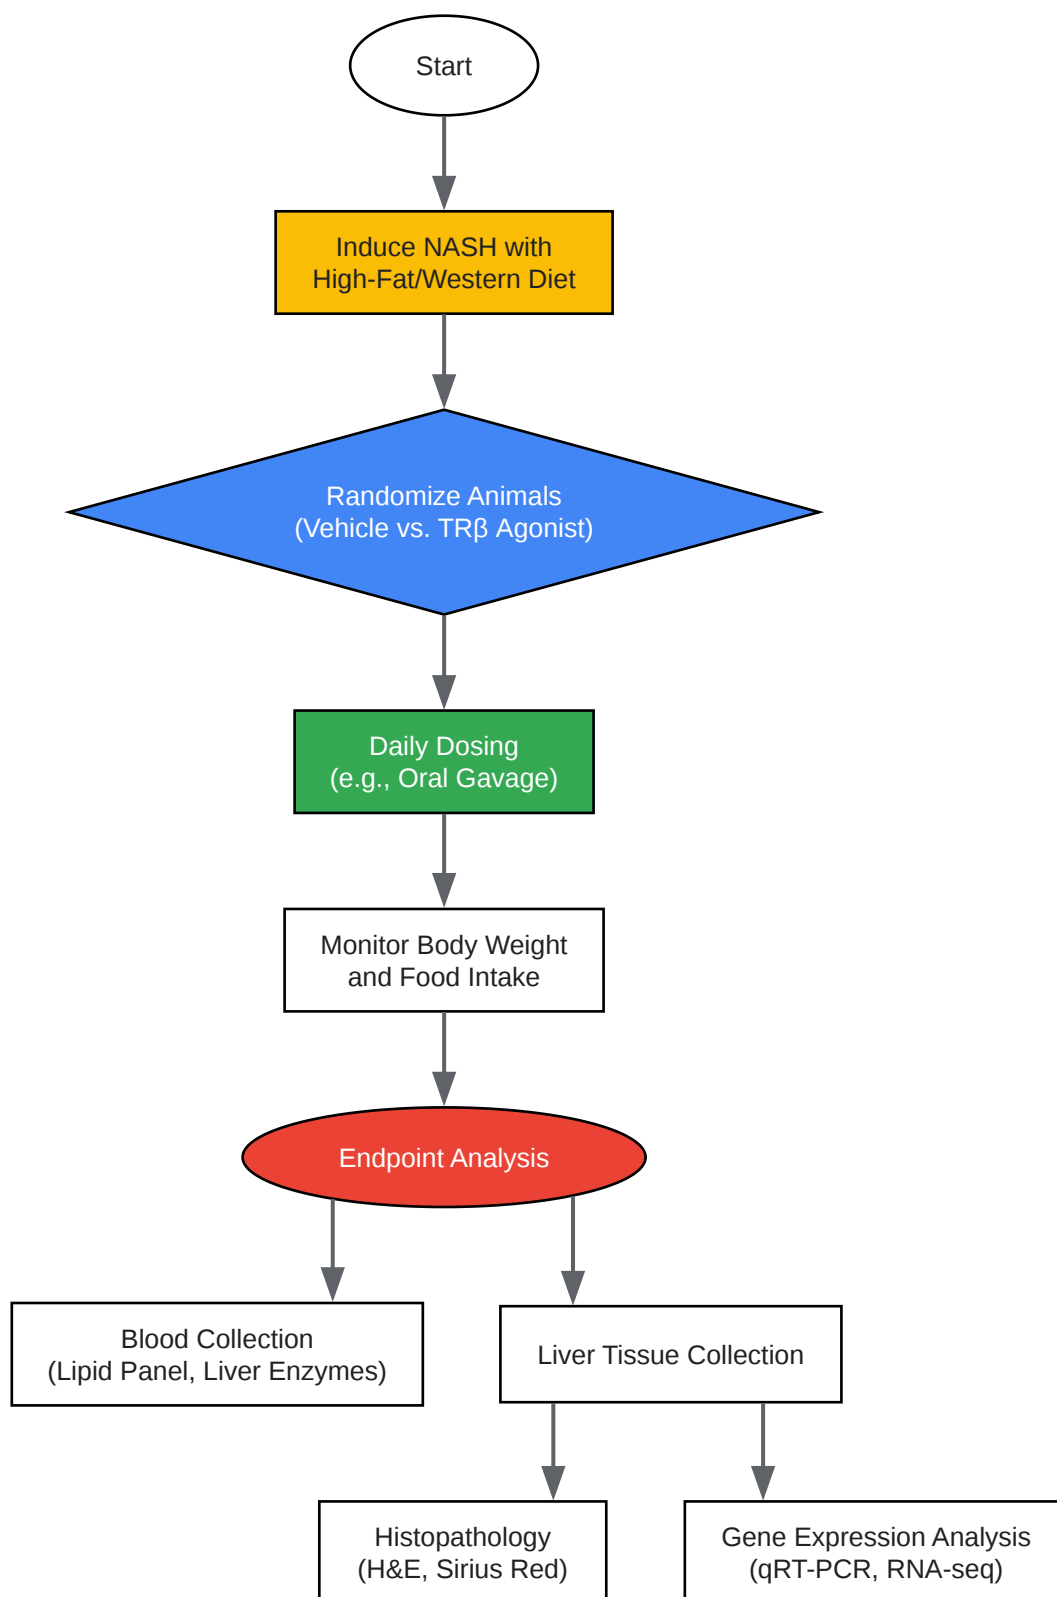 Start
Induce NASH with
High-Fat/Western Diet
Randomize Animals
(Vehicle vs. TRβ Agonist)
Daily Dosing
(e.g., Oral Gavage)
Monitor Body Weight
and Food Intake
Endpoint Analysis
Blood Collection
(Lipid Panel, Liver Enzymes)
Liver Tissue Collection
Histopathology
(H&E, Sirius Red)
Gene Expression Analysis
(qRT-PCR, RNA-seq)